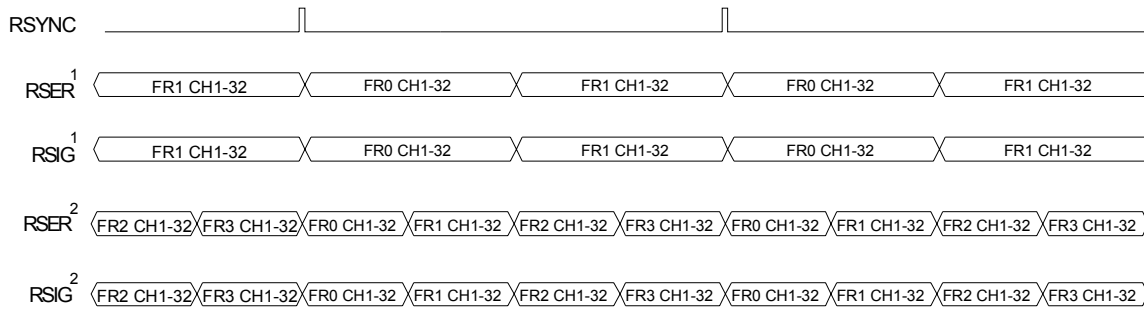 RSYNC
RSER1 FR1 CH1-32 FR0 CH1-32 FR1 CH1-32 FR0 CH1-32 FR1 CH1-32
RSIG1 FR1 CH1-32 FR0 CH1-32 FR1 CH1-32 FR0 CH1-32 FR1 CH1-32
RSER2 FR2 CH1-32 FR3 CH1-32 FR0 CH1-32 FR1 CH1-32 FR2 CH1-32 FR3 CH1-32 FR0 CH1-32 FR1 CH1-32 FR2 CH1-32 FR3 CH1-32
RSIG2 FR2 CH1-32 FR3 CH1-32 FR0 CH1-32 FR1 CH1-32 FR2 CH1-32 FR3 CH1-32 FR0 CH1-32 FR1 CH1-32 FR2 CH1-32 FR3 CH1-32